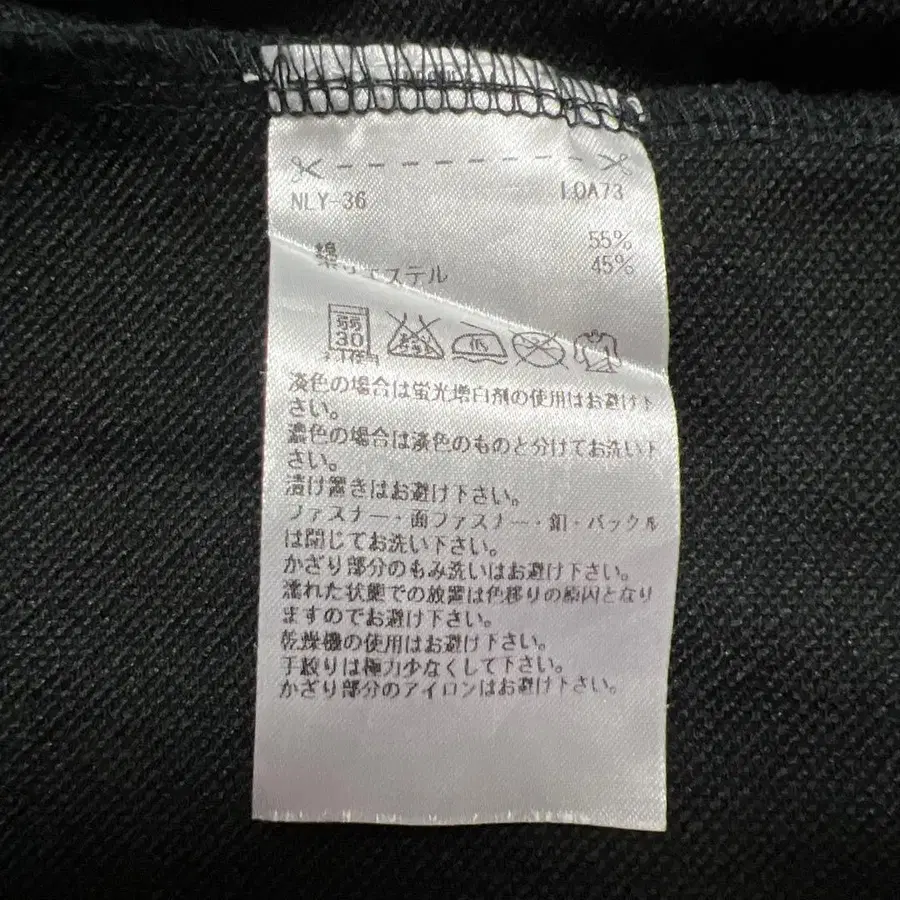 NLY-36 LOA73
綿 55%
ポリエステル 45%
弱
30
淡色の場合は蛍光増白剤の使用はお避け下
さい。
濃色の場合は淡色のものと分けてお洗い下
さい。
漬け置きはお避け下さい。
ファスナー・面ファスナー・釦・バックル
は閉じてお洗い下さい。
かざり部分のもみ洗いはお避け下さい。
濡れた状態での放置は色移りの原因となり
ますのでお避け下さい。
乾燥機の使用はお避け下さい。
手絞りは極力少なくして下さい。
かざり部分のアイロンはお避け下さい。